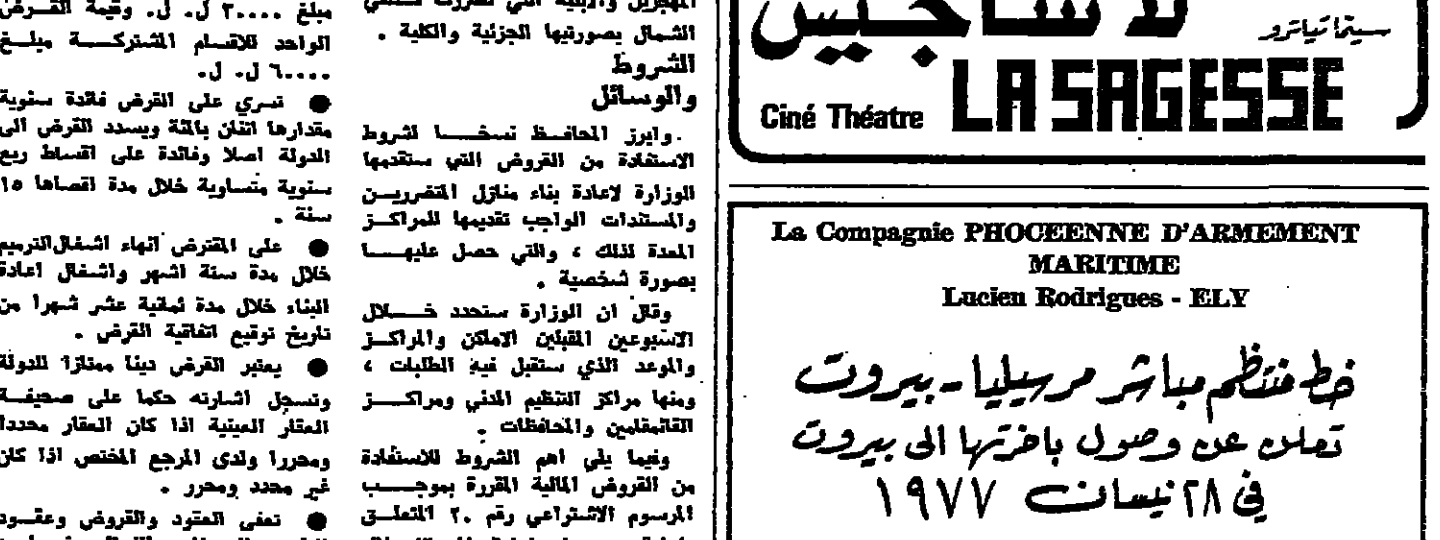 الشمال بصورتيها الجزئية والكلية .
الشروط
والوسائل
.وابرز المحافظ نسخا لشروط
الاستفادة من القروض التي ستقدمها
الوزارة لاعادة بناء منازل المتضررين
والمستندات الواجب تقديمها للمراكز
المعدة لذلك ، والتي حصل عليها
بصورة شخصية .
وقال ان الوزارة ستحدد خلال
الاسبوعين المقبلين الاماكن والمراكز
والموعد الذي ستقبل فيه الطلبات ،
ومنها مراكز التنظيم المدني ومراكز
القائمقامين والمحافظات .
وفيما يلي اهم الشروط للاستفادة
من القروض المالية المقررة بموجب
المرسوم الاشتراعي رقم ٢٠ المتعلق
مبلغ ٣٠٠٠٠ ل. ل. وقيمة القرض
الواحد للاقسام المشتركة مبلغ
٦٠٠٠٠ ل. ل.
● تسري على القرض فائدة سنوية
مقدارها اثنان بالمئة ويسدد القرض الى
الدولة اصلا وفائدة على اقساط ربع
سنوية متساوية خلال مدة اقصاها ١٥
سنة .
● على المقترض انهاء اشغال الترميم
خلال مدة ستة اشهر واشغال اعادة
البناء خلال مدة ثمانية عشر شهرا من
تاريخ توقيع اتفاقية القرض .
● يعتبر القرض دينا ممتازا للدولة
وتسجل اشارته حكما على صحيفة
العقار العينية اذا كان العقار محددا
ومحررا ولدى المرجع المختص اذا كان
غير محدد ومحرر .
● تعفى العقود والقروض وعقود
سينما تياترو
لاساجيس
Ciné Théatre LA SAGESSE
La Compagnie PHOCEENNE D'ARMEMENT
MARITIME
Lucien Rodrigues - ELY
خط منتظم مباشر مرسيليا - بيروت
تعلن عن وصول باخرتها الى بيروت
في ٢٨ نيسان ١٩٧٧